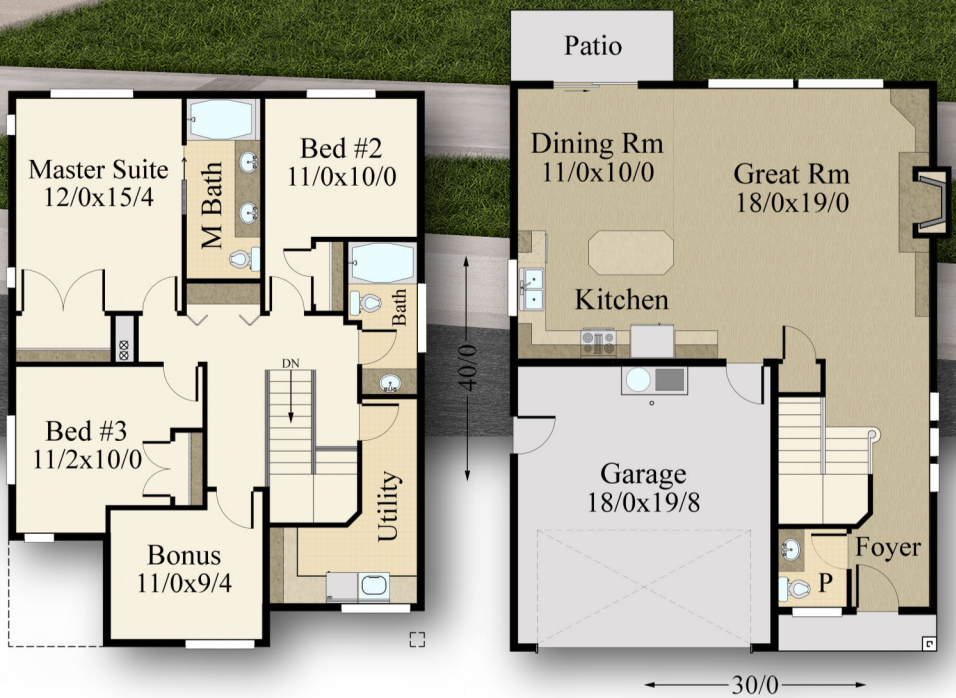 Master Suite
12/0x15/4
M Bath
Bed #2
11/0x10/0
Bath
DN
Bed #3
11/2x10/0
Bonus
11/0x9/4
Utility
40/0
Patio
Dining Rm
11/0x10/0
Great Rm
18/0x19/0
Kitchen
Garage
18/0x19/8
Foyer
P
30/0